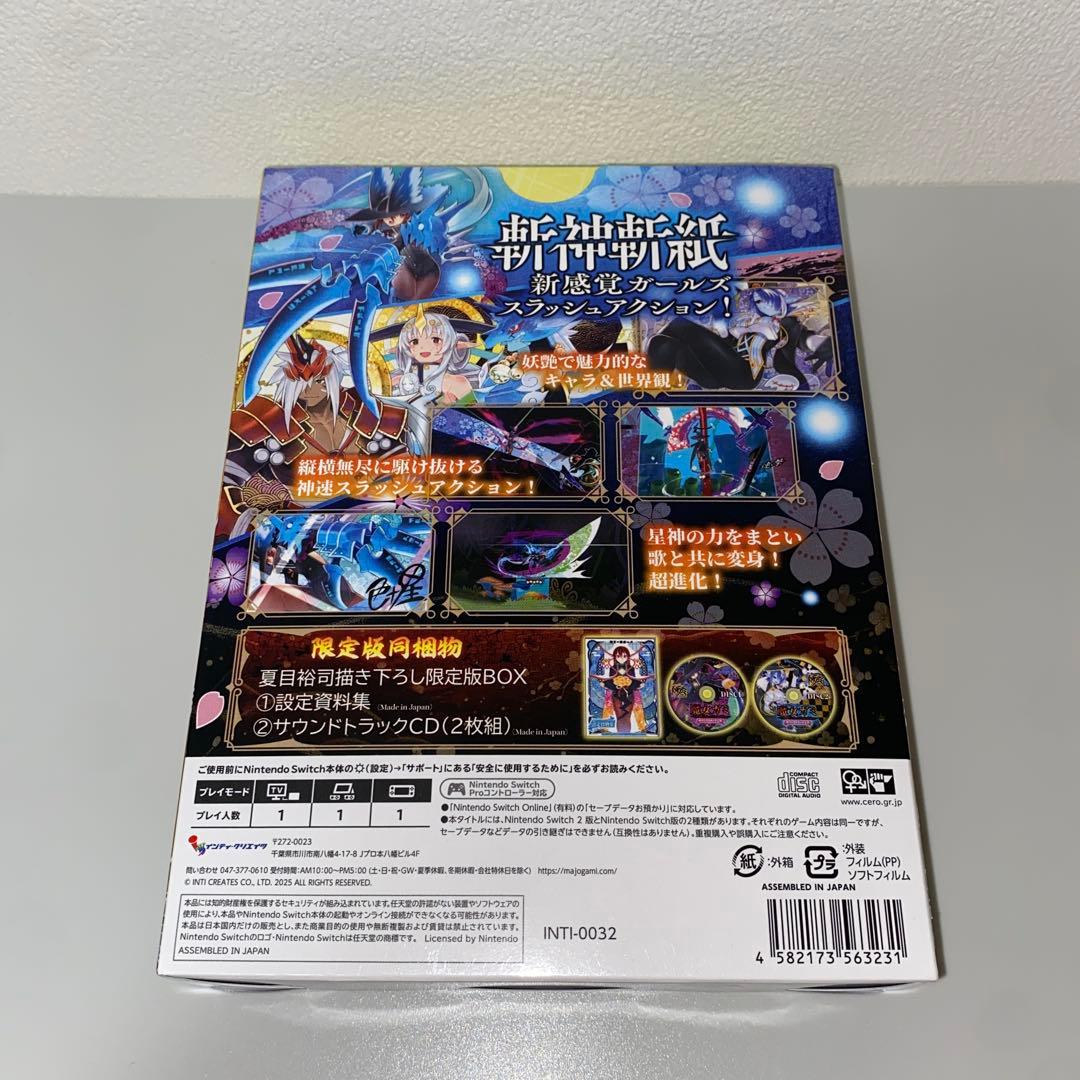 斬神斬紙
新感覚ガールズ
スラッシュアクション！
妖艶で魅力的な
キャラ＆世界観！
縦横無尽に駆け抜ける
神速スラッシュアクション！
星神の力をまとい
歌と共に変身！
超進化！
限定版同梱物
夏目裕司描き下ろし限定版BOX
①設定資料集 (Made in Japan)
②サウンドトラックCD(2枚組) (Made in Japan)
DISC1
DISC2
ご使用前にNintendo Switch本体の(設定)→「サポート」にある「安全に使用するために」を必ずお読みください。
プレイモード
TV
プレイ人数 1 1 1
Nintendo Switch
Proコントローラー対応
●「Nintendo Switch Online」(有料)の「セーブデータお預かり」に対応しています。
●本タイトルには、Nintendo Switch 2 版とNintendo Switch版の2種類があります。それぞれのゲーム内容は同一ですが、
セーブデータなどデータの引き継ぎはできません(互換性はありません)。重複購入や誤購入にご注意ください。
COMPACT
disc
DIGITAL AUDIO
www.cero.gr.jp
インティ・クリエイツ
〒272-0023
千葉県市川市南八幡4-17-8 Jプロ本八幡ビル4F
問い合わせ 047-377-0610 受付時間：AM10:00～PM5:00 (土・日・祝・GW・夏季休暇、冬期休暇・会社特休日を除く) https://majogami.com/
© INTI CREATES CO., LTD. 2025 ALL RIGHTS RESERVED.
紙：外箱
プラ：外装
フィルム(PP)
ソフトフィルム
ASSEMBLED IN JAPAN
本品には知的財産権を保護するセキュリティが組み込まれています。任天堂の許諾がない装置やソフトウェアの
使用により、本品やNintendo Switch本体の起動やオンライン接続ができなくなる可能性があります。
本品は日本国内だけの販売とし、また商業目的の使用や無断複製および賃貸は禁止されています。
Nintendo Switchのロゴ・Nintendo Switchは任天堂の商標です。 Licensed by Nintendo
ASSEMBLED IN JAPAN
INTI-0032
4 582173 563231